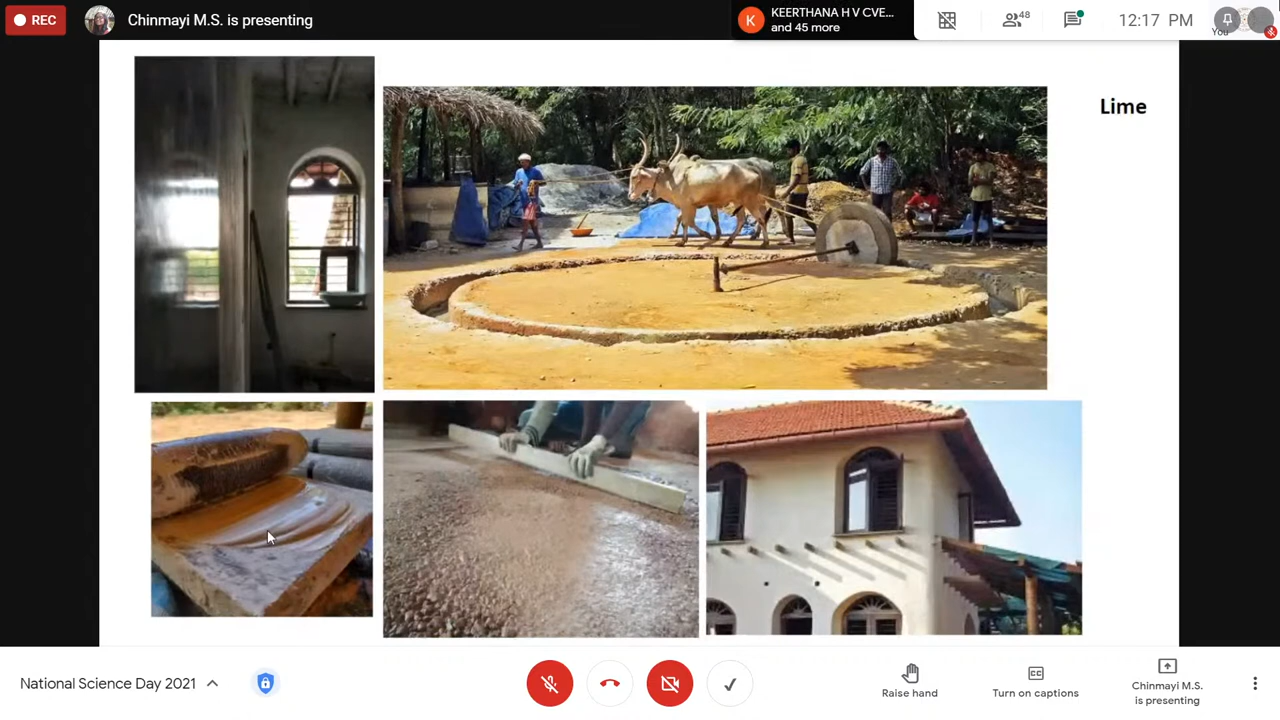 REC
Chinmayi M.S. is presenting
K
KEERTHANA H V CVE...
and 45 more
48
12:17 PM
You
Lime
National Science Day 2021
Raise hand
CC
Turn on captions
Chinmayi M.S.
is presenting